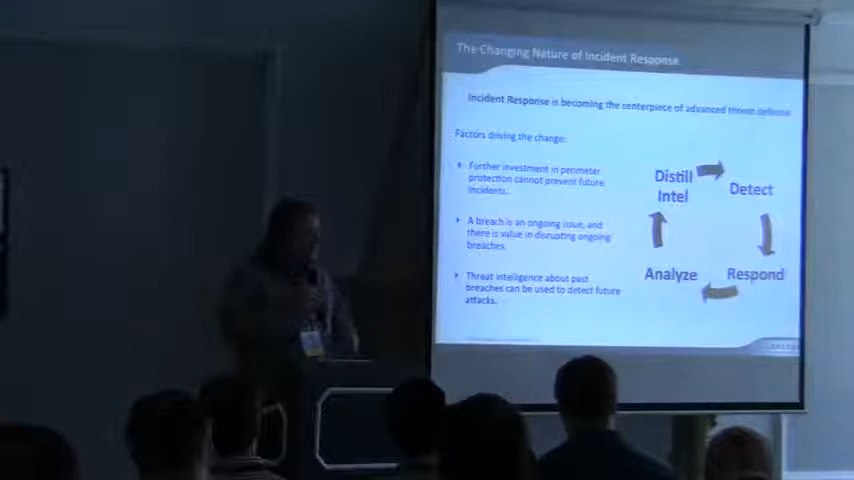 The Changing Nature of Incident Response
Incident Response is becoming the centerpiece of advanced threat defense
Factors driving the change:
Further investment in perimeter
protection cannot prevent future
incidents.
A breach is an ongoing issue, and
there is value in disrupting ongoing
breaches.
Threat intelligence about past
breaches can be used to detect future
attacks.
Distill
Intel
Detect
Respond
Analyze